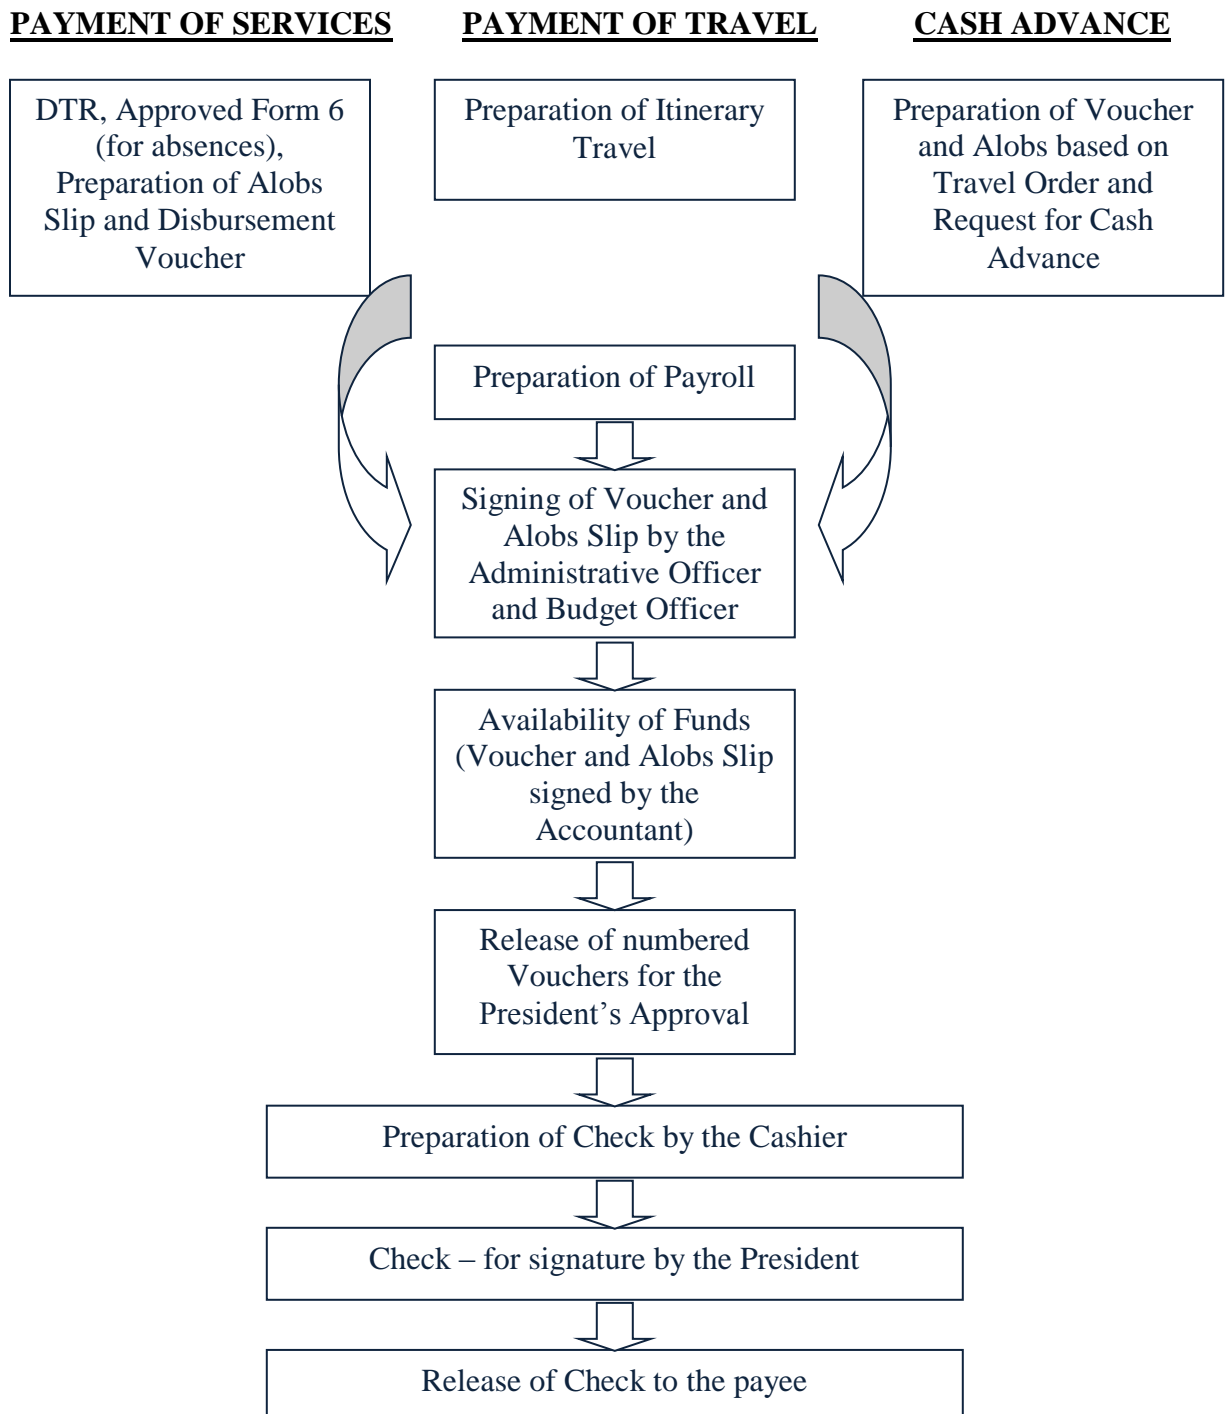 PAYMENT OF SERVICES
PAYMENT OF TRAVEL
CASH ADVANCE
DTR, Approved Form 6
(for absences),
Preparation of Alobs
Slip and Disbursement
Voucher
Preparation of Itinerary
Travel
Preparation of Voucher
and Alobs based on
Travel Order and
Request for Cash
Advance
Preparation of Payroll
Signing of Voucher and
Alobs Slip by the
Administrative Officer
and Budget Officer
Availability of Funds
(Voucher and Alobs Slip
signed by the
Accountant)
Release of numbered
Vouchers for the
President’s Approval
Preparation of Check by the Cashier
Check – for signature by the President
Release of Check to the payee